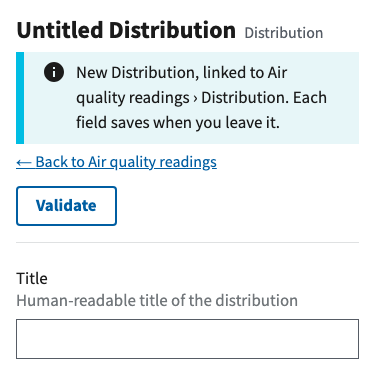 Untitled Distribution Distribution
New Distribution, linked to Air
quality readings › Distribution. Each
field saves when you leave it.
← Back to Air quality readings
Validate
Title
Human-readable title of the distribution